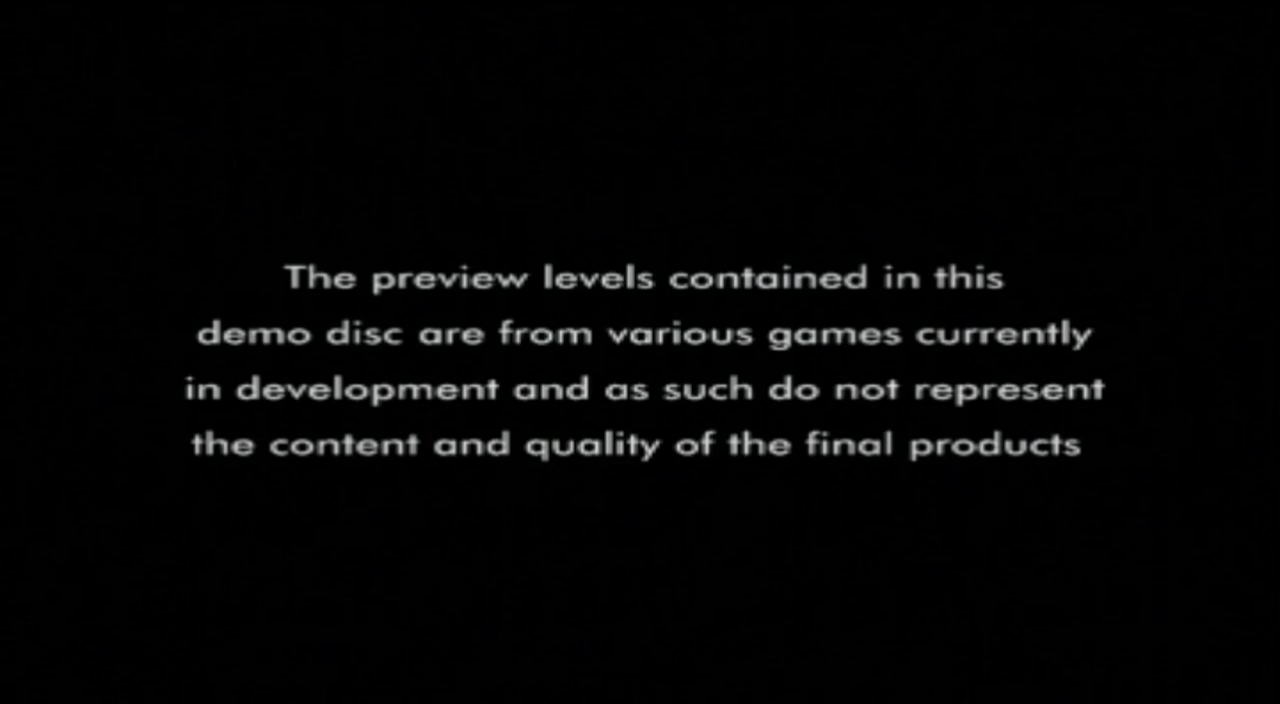 The preview levels contained in this
demo disc are from various games currently
in development and as such do not represent
the content and quality of the final products